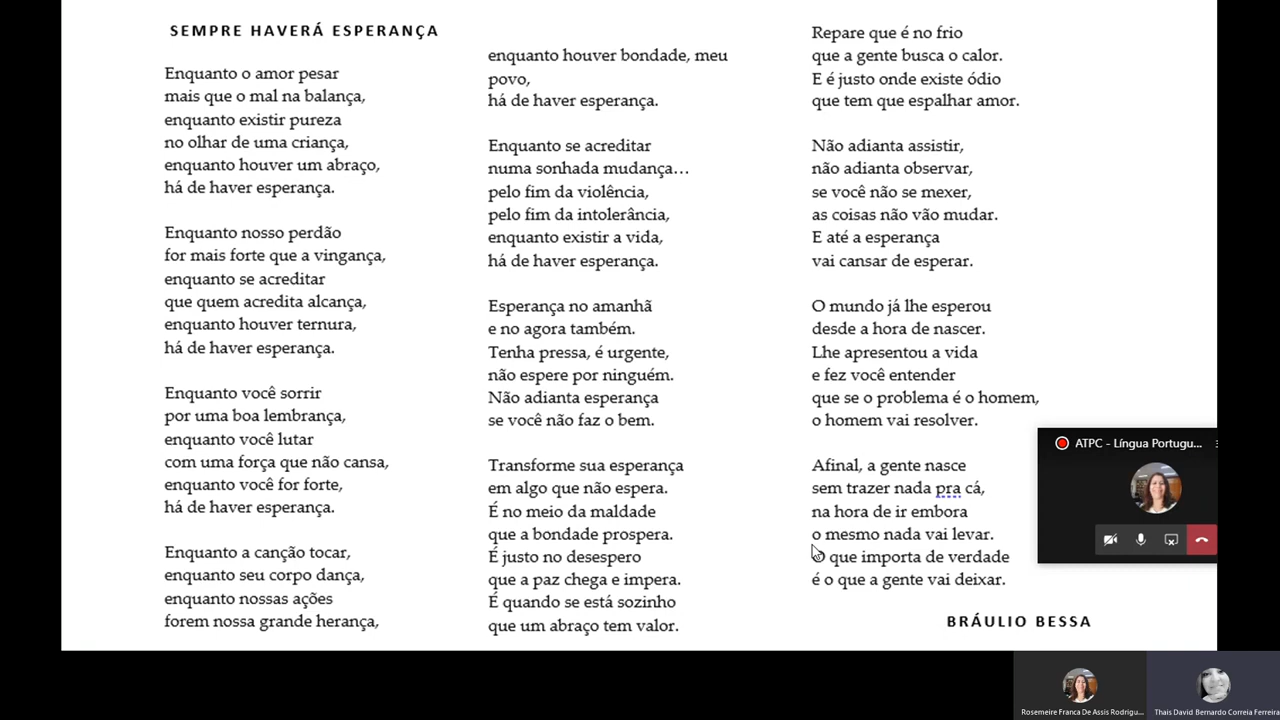 SEMPRE HAVERÁ ESPERANÇA
Enquanto o amor pesar
mais que o mal na balança,
enquanto existir pureza
no olhar de uma criança,
enquanto houver um abraço,
há de haver esperança.
Enquanto nosso perdão
for mais forte que a vingança,
enquanto se acreditar
que quem acredita alcança,
enquanto houver ternura,
há de haver esperança.
Enquanto você sorrir
por uma boa lembrança,
enquanto você lutar
com uma força que não cansa,
enquanto você for forte,
há de haver esperança.
Enquanto a canção tocar,
enquanto seu corpo dança,
enquanto nossas ações
forem nossa grande herança,
enquanto houver bondade, meu
povo,
há de haver esperança.
Enquanto se acreditar
numa sonhada mudança…
pelo fim da violência,
pelo fim da intolerância,
enquanto existir a vida,
há de haver esperança.
Esperança no amanhã
e no agora também.
Tenha pressa, é urgente,
não espere por ninguém.
Não adianta esperança
se você não faz o bem.
Transforme sua esperança
em algo que não espera.
É no meio da maldade
que a bondade prospera.
É justo no desespero
que a paz chega e impera.
É quando se está sozinho
que um abraço tem valor.
Repare que é no frio
que a gente busca o calor.
E é justo onde existe ódio
que tem que espalhar amor.
Não adianta assistir,
não adianta observar,
se você não se mexer,
as coisas não vão mudar.
E até a esperança
vai cansar de esperar.
O mundo já lhe esperou
desde a hora de nascer.
Lhe apresentou a vida
e fez você entender
que se o problema é o homem,
o homem vai resolver.
Afinal, a gente nasce
sem trazer nada pra cá,
na hora de ir embora
o mesmo nada vai levar.
O que importa de verdade
é o que a gente vai deixar.
BRÁULIO BESSA
ATPC - Língua Portugu...
Rosemeire Franca De Assis Rodrigu...
Thais David Bernardo Correia Ferreira